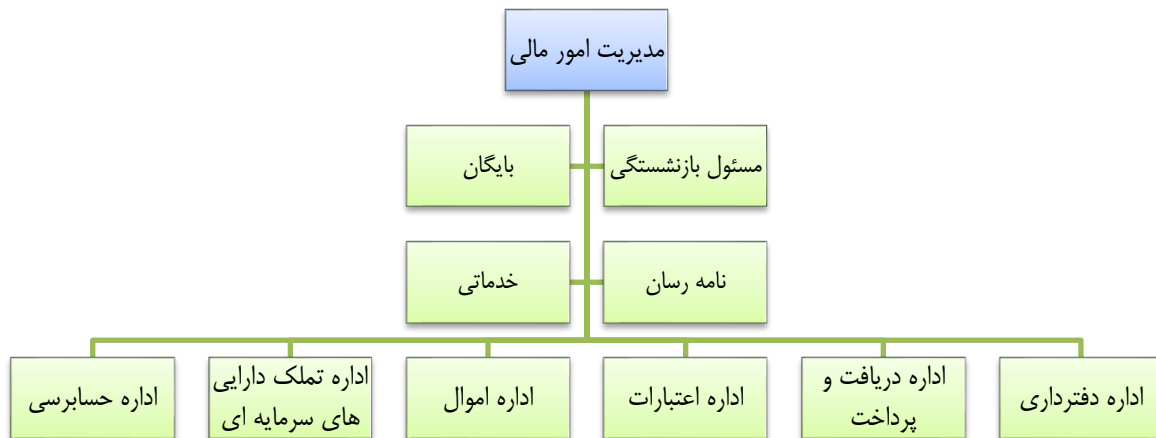 مدیریت امور مالی
مسئول بازنشستگی
بایگان
نامه رسان
خدماتی
اداره دفترداری
اداره دریافت و
پرداخت
اداره اعتبارات
اداره اموال
اداره تملک دارایی
های سرمایه ای
اداره حسابرسی